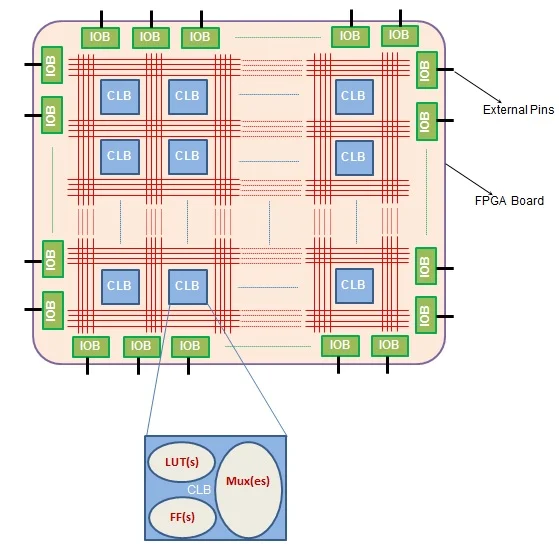 IOB IOB IOB IOB IOB
IOB IOB
CLB CLB CLB
External Pins
IOB IOB
CLB CLB CLB
FPGA Board
IOB IOB
CLB CLB CLB
IOB IOB
IOB IOB IOB IOB IOB
LUT(s)
Mux(es)
CLB
FF(s)